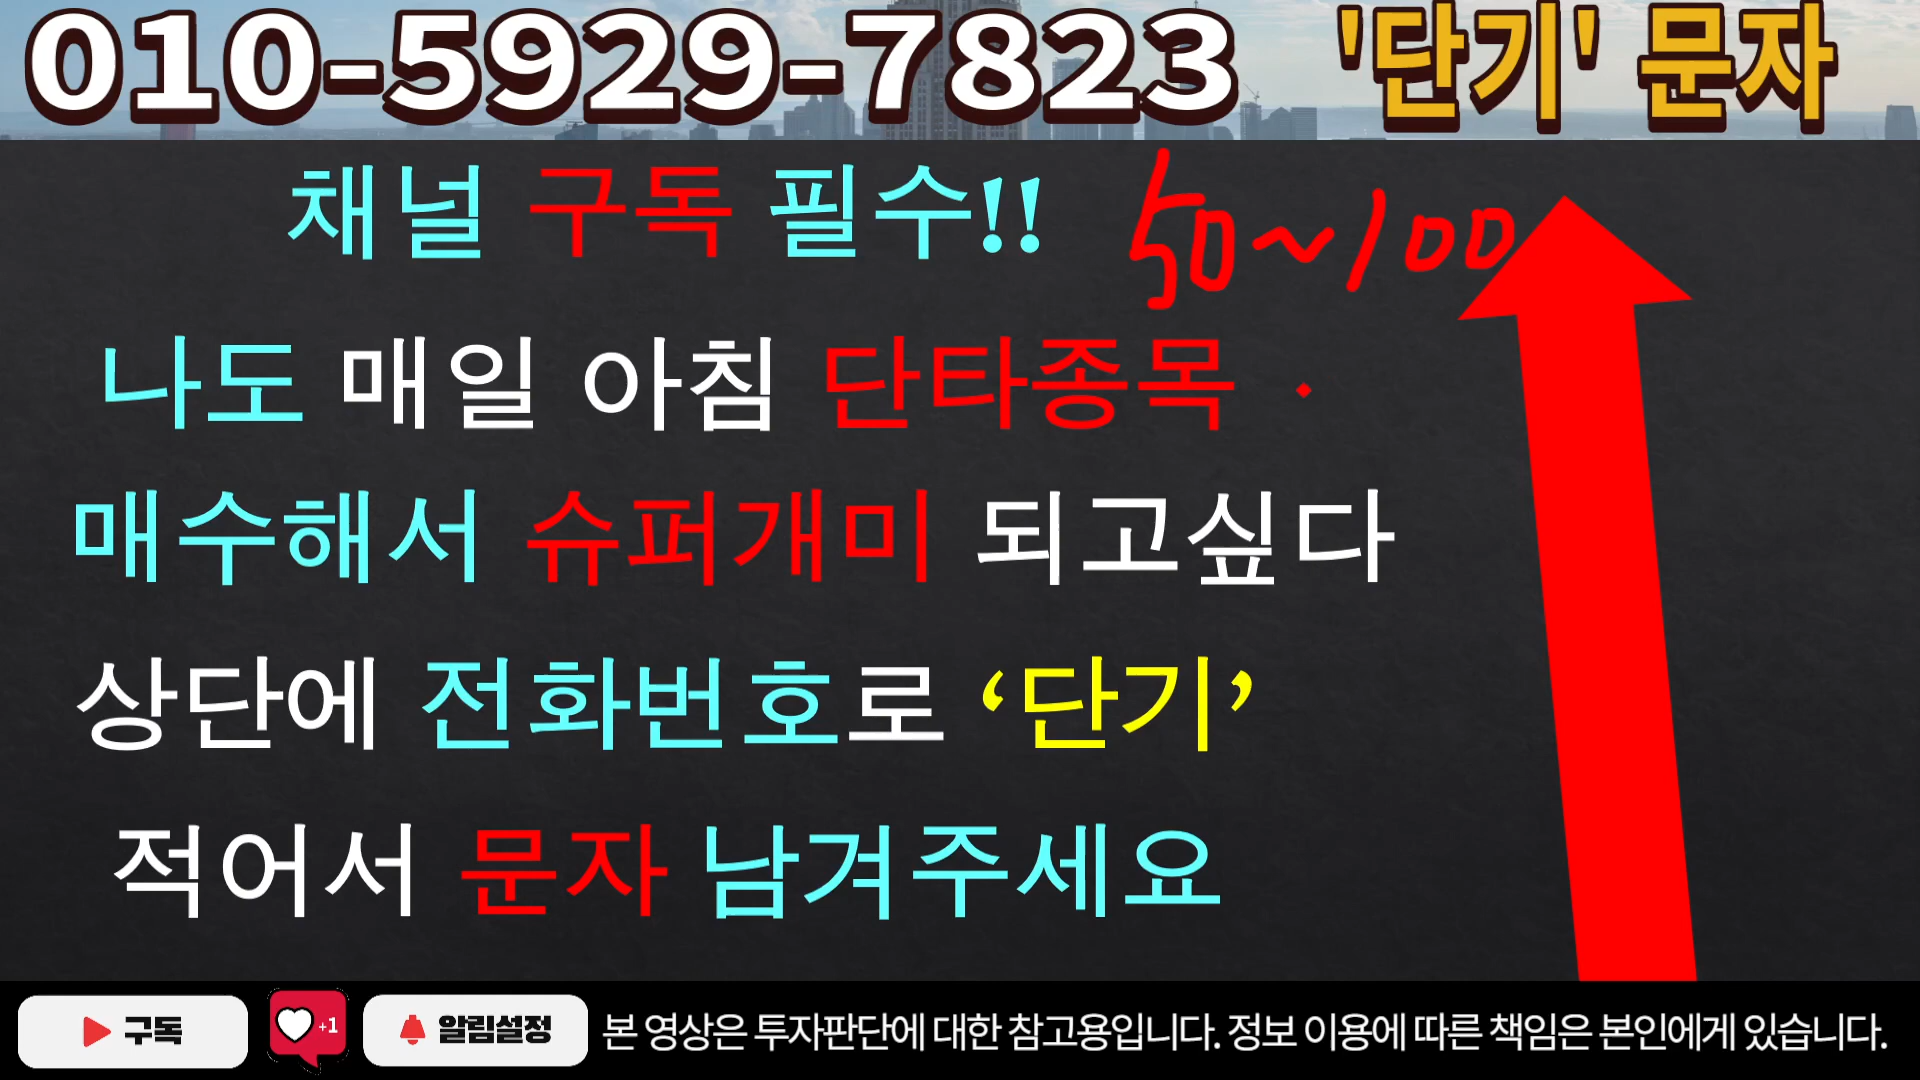 010-5929-7823 '단기' 문자
채널 구독 필수!! 50~100
나도 매일 아침 단타종목 ·
매수해서 슈퍼개미 되고싶다
상단에 전화번호로 ‘단기’
적어서 문자 남겨주세요
구독 +1 알림설정 본 영상은 투자판단에 대한 참고용입니다. 정보 이용에 따른 책임은 본인에게 있습니다.